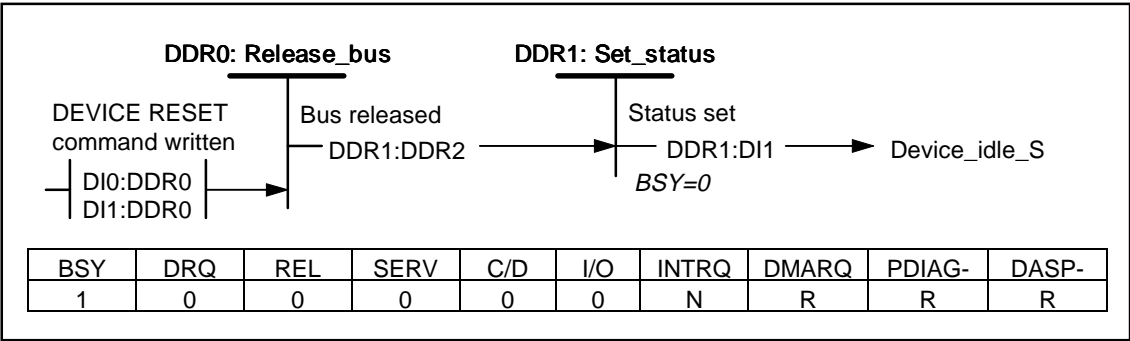 DDR0: Release_bus
DDR1: Set_status
DEVICE RESET
command written
Bus released
Status set
DDR1:DDR2
DDR1:DI1
Device_idle_S
DI0:DDR0
DI1:DDR0
BSY=0
BSY DRQ REL SERV C/D I/O INTRQ DMARQ PDIAG- DASP-
1 0 0 0 0 0 N R R R